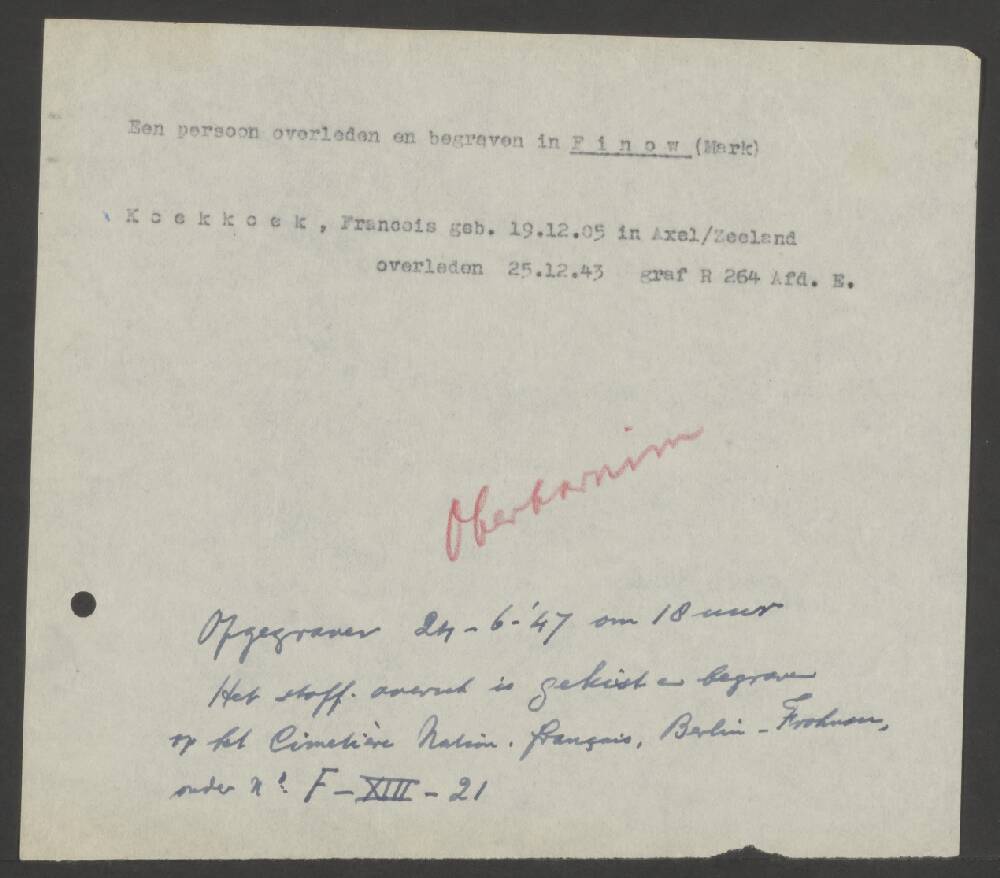 Een persoon overleden en begraven in F i n o w (Mark)
K o e k k o e k , Francois geb. 19.12.05 in Axel/Zeeland
overleden 25.12.43 graf R 264 Afd. E.
Oberbarnim
Opgegraven 24-6-'47 om 18 uur
Het stoff. overschot is gekist en begraven
op het Cimetière Nation. français, Berlin - Frohnau,
onder No F-XIII-21